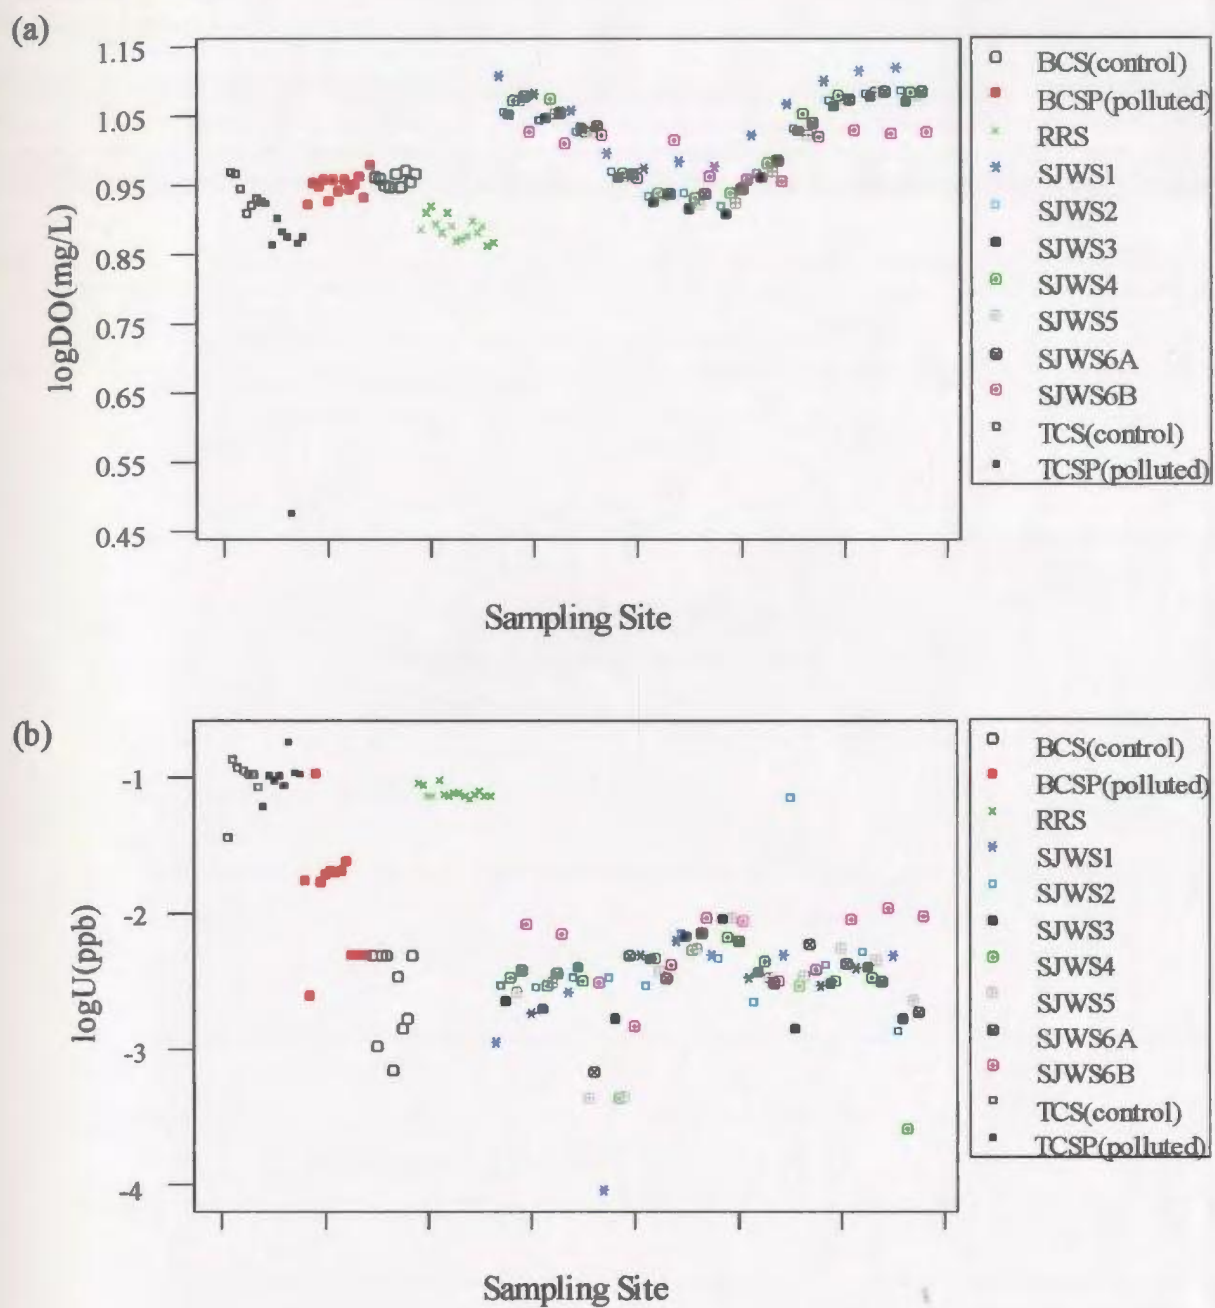 (a)
1.15
1.05
0.95
0.85
0.75
0.65
0.55
0.45
logDO(mg/L)
Sampling Site
BCS(control)
BCSP(polluted)
RRS
SJWS1
SJWS2
SJWS3
SJWS4
SJWS5
SJWS6A
SJWS6B
TCS(control)
TCSP(polluted)
(b)
-1
-2
-3
-4
logU(ppb)
Sampling Site
BCS(control)
BCSP(polluted)
RRS
SJWS1
SJWS2
SJWS3
SJWS4
SJWS5
SJWS6A
SJWS6B
TCS(control)
TCSP(polluted)